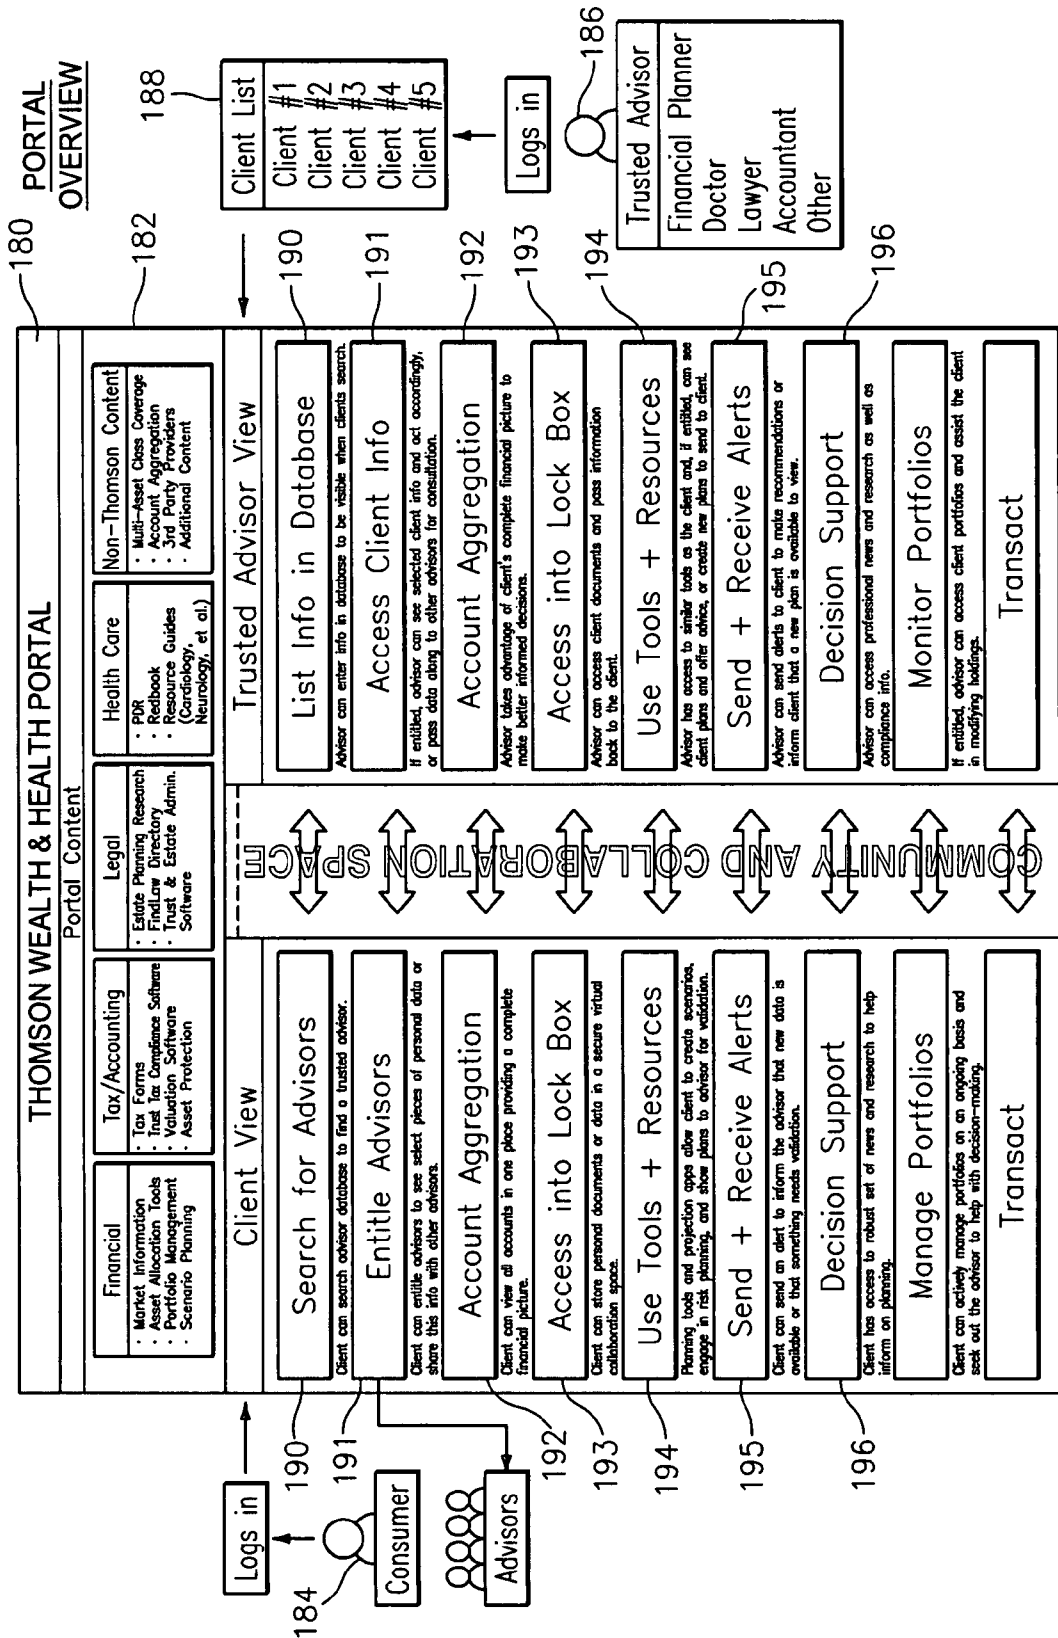 PORTAL
OVERVIEW
180
THOMSON WEALTH & HEALTH PORTAL
Portal Content
182
Financial
· Market Information
· Asset Allocation Tools
· Portfolio Management
· Scenario Planning
Tax/Accounting
· Tax Forms
· Trust Tax Compliance Software
· Valuation Software
· Asset Protection
Legal
· Estate Planning Research
· FindLaw Directory
· Trust & Estate Admin.
Software
Health Care
· PDR
· Redbook
· Resource Guides
(Cardiology,
Neurology, et al.)
Non-Thomson Content
· Multi-Asset Class Coverage
· Account Aggregation
· 3rd Party Providers
· Additional Content
Logs in
184
Consumer
Advisors
Client View
190
Search for Advisors
Client can search advisor database to find a trusted advisor.
191
Entitle Advisors
Client can entitle advisors to see select pieces of personal data or
share this info with other advisors.
192
Account Aggregation
Client can view all accounts in one place providing a complete
financial picture.
193
Access into Lock Box
Client can store personal documents or data in a secure virtual
collaboration space.
194
Use Tools + Resources
Planning tools and projection apps allow client to create scenarios,
engage in risk planning, and show plans to advisor for validation.
195
Send + Receive Alerts
Client can send an alert to inform the advisor that new data is
available or that something needs validation.
196
Decision Support
Client has access to robust set of news and research to help
inform on planning.
Manage Portfolios
Client can actively manage portfolios on an ongoing basis and
seek out the advisor to help with decision-making.
Transact
COMMUNITY AND COLLABORATION SPACE
Trusted Advisor View
190
List Info in Database
Advisor can enter info in database to be visible when clients search.
191
Access Client Info
If entitled, advisor can see selected client info and act accordingly,
or pass data along to other advisors for consultation.
192
Account Aggregation
Advisor takes advantage of client's complete financial picture to
make better informed decisions.
193
Access into Lock Box
Advisor can access client documents and pass information
back to the client.
194
Use Tools + Resources
Advisor has access to similar tools as the client and, if entitled, can see
client plans and offer advice, or create new plans to send to client.
195
Send + Receive Alerts
Advisor can send alerts to client to make recommendations or
inform client that a new plan is available to view.
196
Decision Support
Advisor can access professional news and research as well as
compliance info.
Monitor Portfolios
If entitled, advisor can access client portfolios and assist the client
in modifying holdings.
Transact
188
Client List
Client #1
Client #2
Client #3
Client #4
Client #5
Logs in
186
Trusted Advisor
Financial Planner
Doctor
Lawyer
Accountant
Other